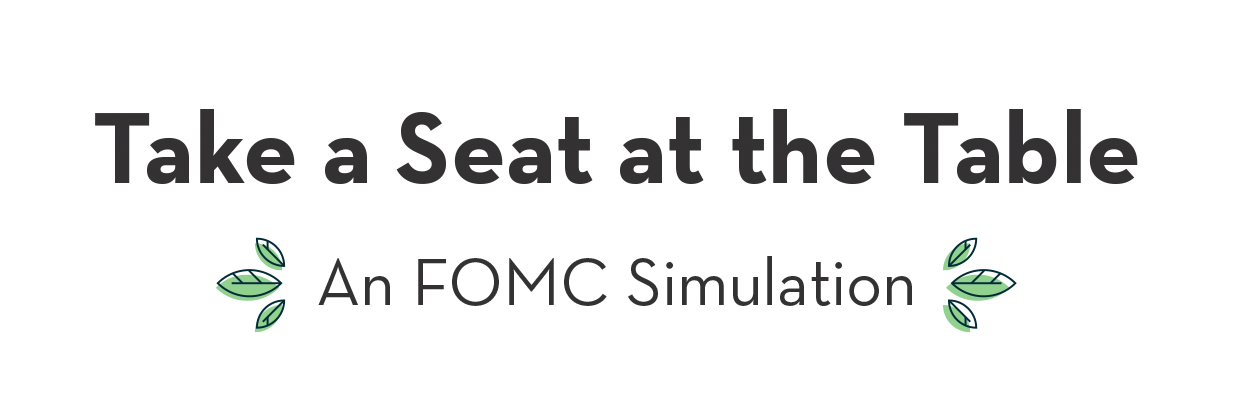 Take a Seat at the Table
An FOMC Simulation